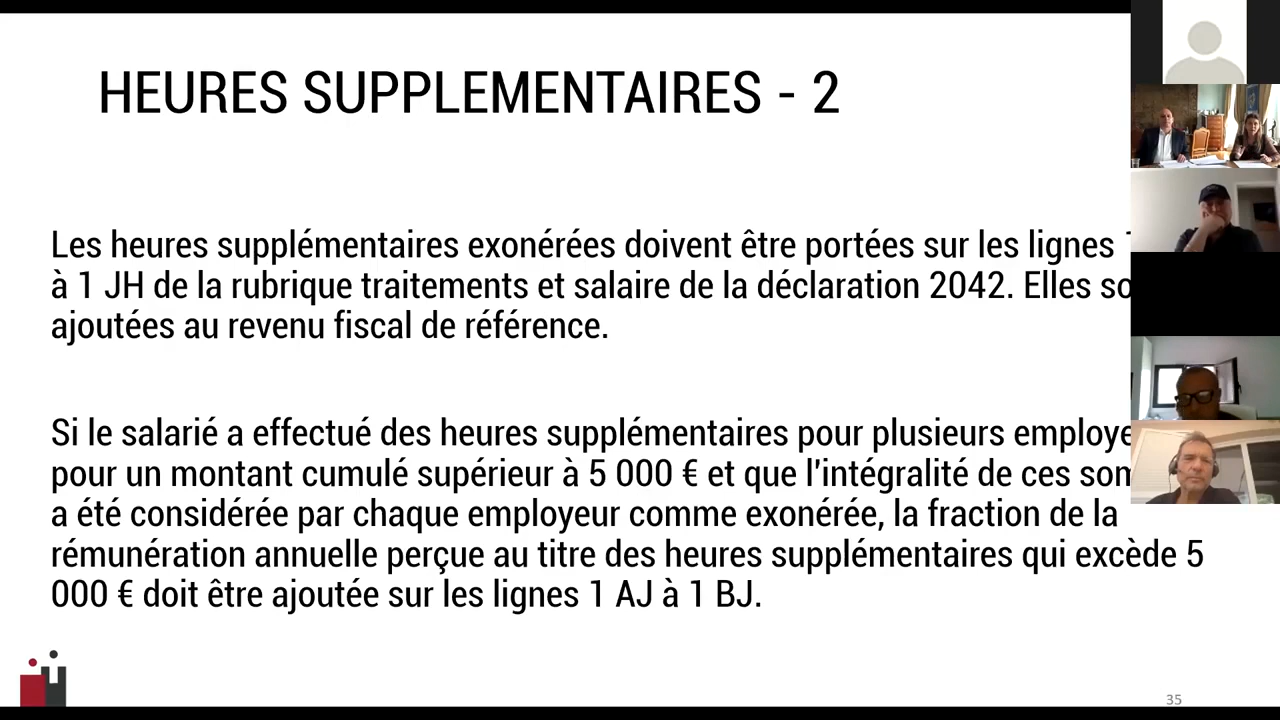 HEURES SUPPLEMENTAIRES - 2
Les heures supplémentaires exonérées doivent être portées sur les lignes
à 1 JH de la rubrique traitements et salaire de la déclaration 2042. Elles
ajoutées au revenu fiscal de référence.
Si le salarié a effectué des heures supplémentaires pour plusieurs
pour un montant cumulé supérieur à 5 000 € et que l'intégralité de ces
a été considérée par chaque employeur comme exonérée, la fraction de la
rémunération annuelle perçue au titre des heures supplémentaires qui excède 5
000 € doit être ajoutée sur les lignes 1 AJ à 1 BJ.
35